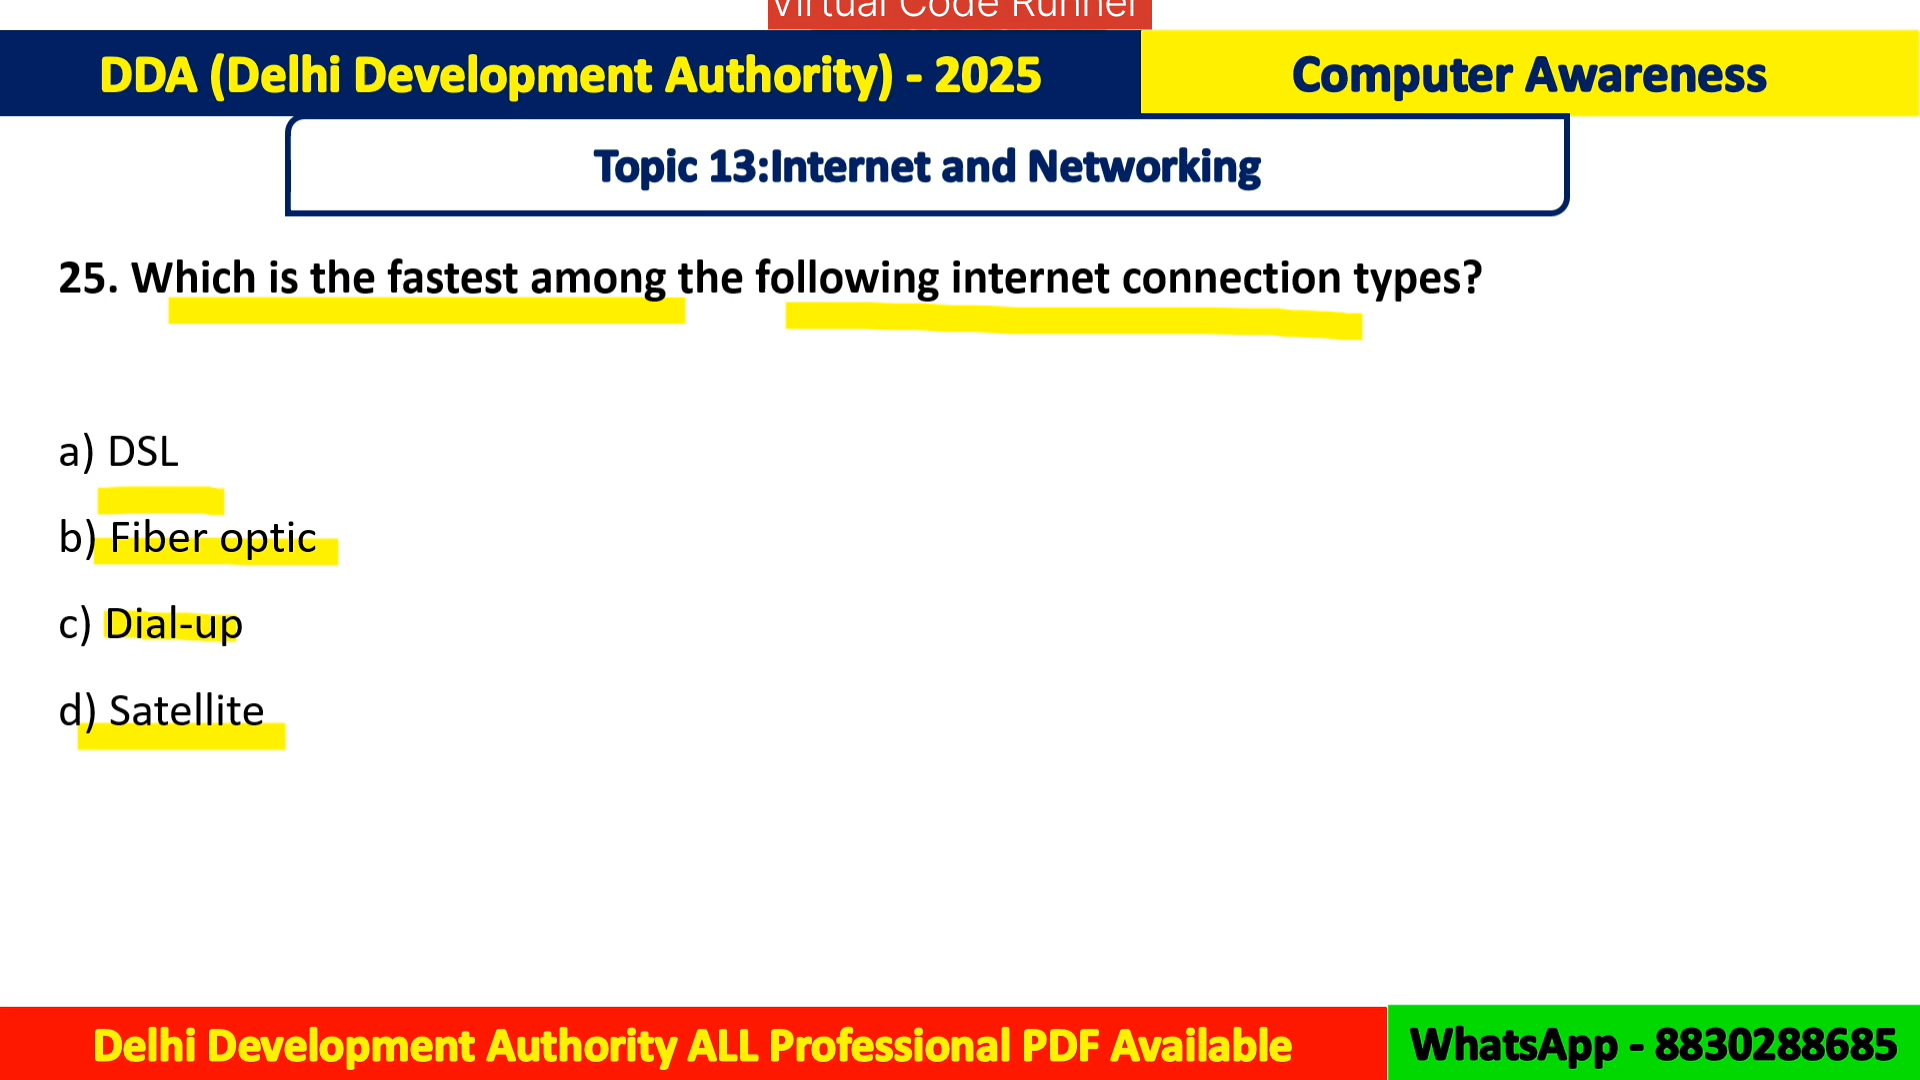 Virtual Code Runner
DDA (Delhi Development Authority) - 2025
Computer Awareness
Topic 13:Internet and Networking
25. Which is the fastest among the following internet connection types?
a) DSL
b) Fiber optic
c) Dial-up
d) Satellite
Delhi Development Authority ALL Professional PDF Available
WhatsApp - 8830288685